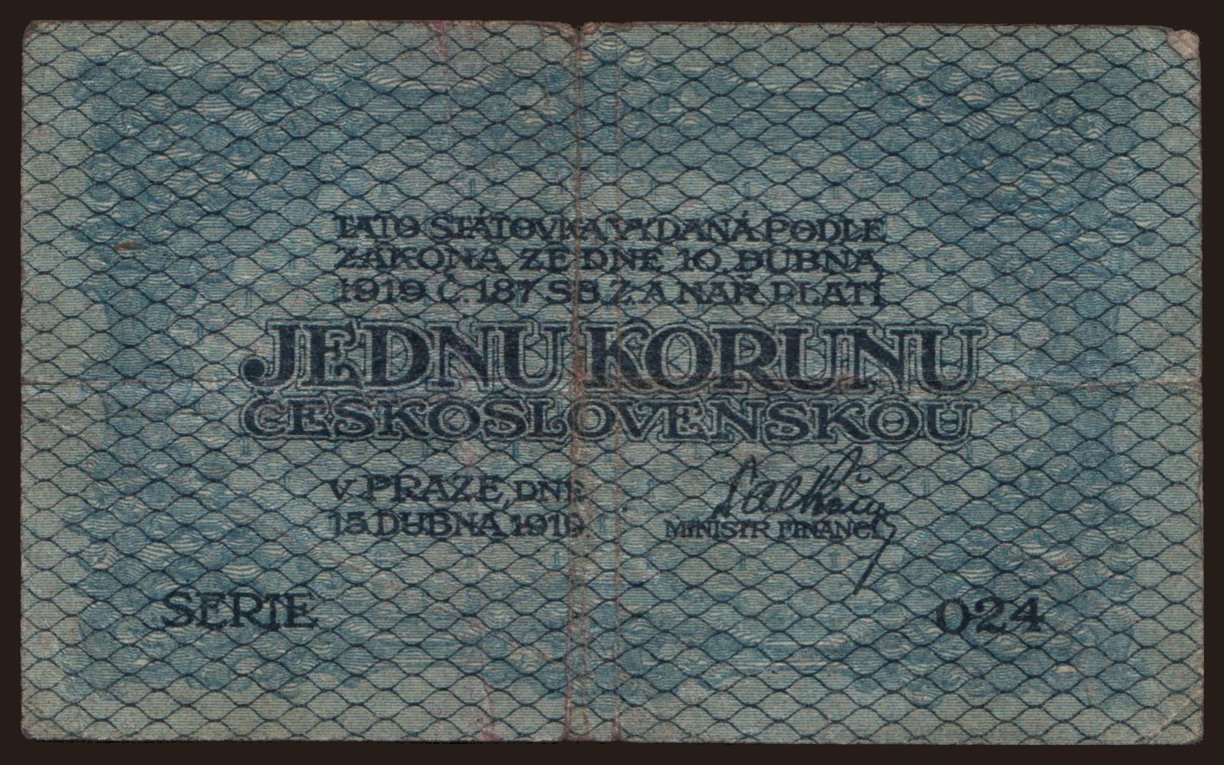 TATO STÁTOVKA VYDANÁ PODLE
ZÁKONA ZE DNE 10. DUBNA
1919 Č. 187 SB. Z. A NAŘ. PLATÍ
JEDNU KORUNU
ČESKOSLOVENSKOU
V PRAZE, DNE
15. DUBNA 1919.
MINISTR FINANCÍ
SERIE 024